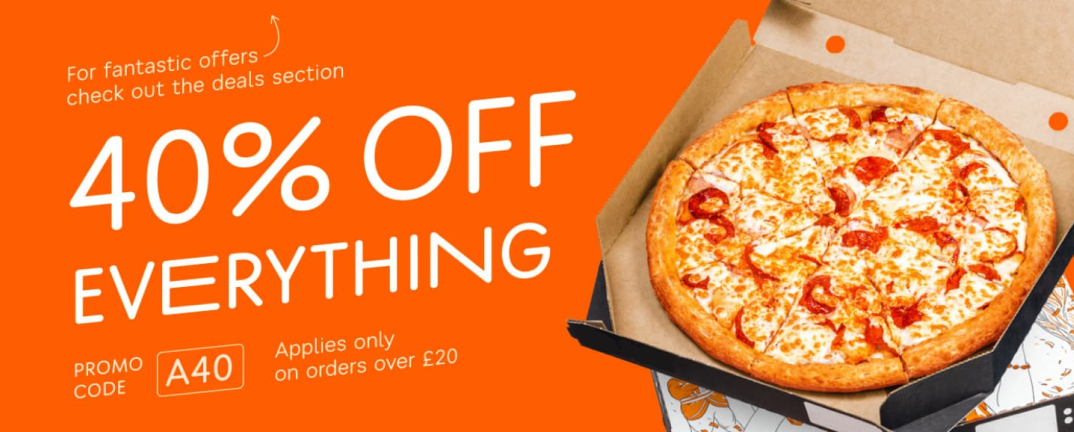 For fantastic offers
check out the deals section
40% OFF
EVERYTHING
PROMO
CODE
A40
Applies only
on orders over £20